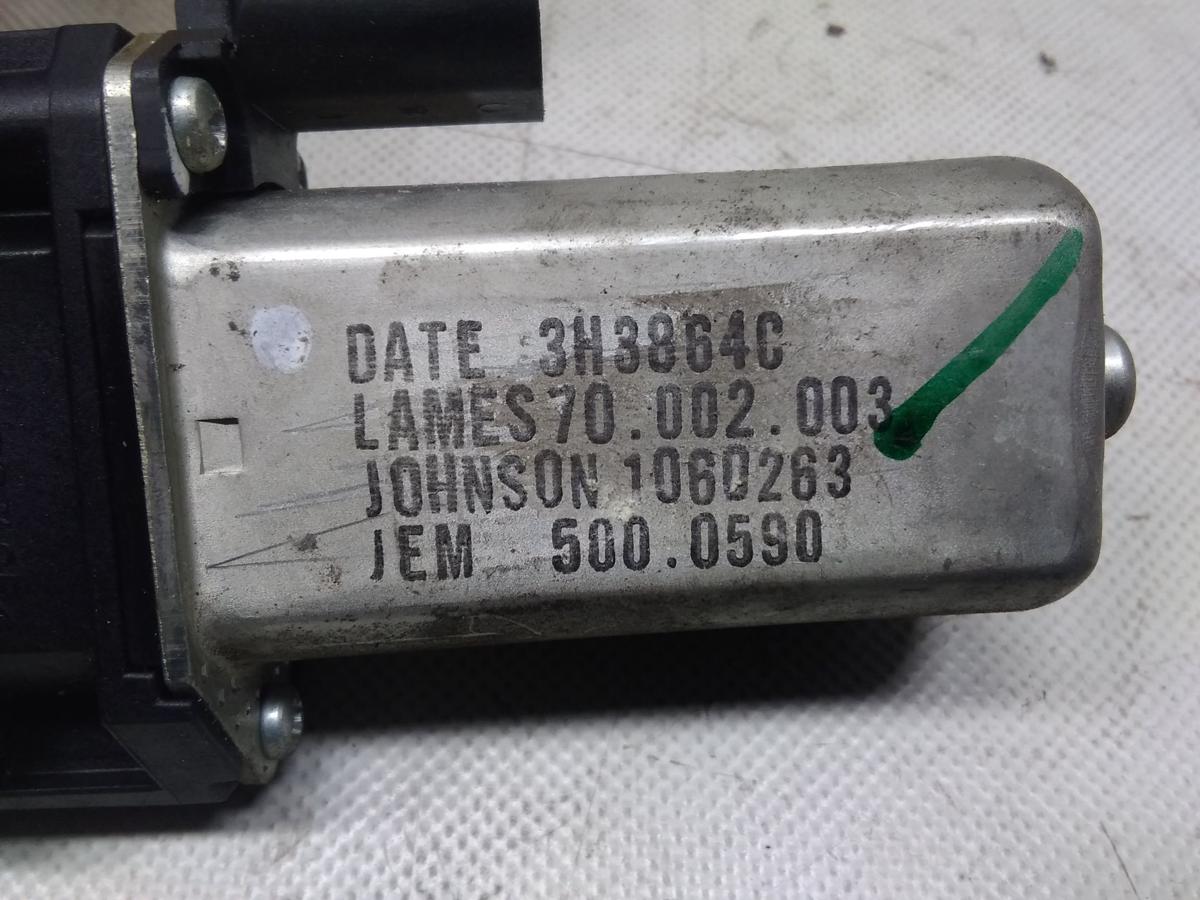 DATE 3H3864C
LAMES70.002.003
JOHNSON 1060263
JEM 500.0590